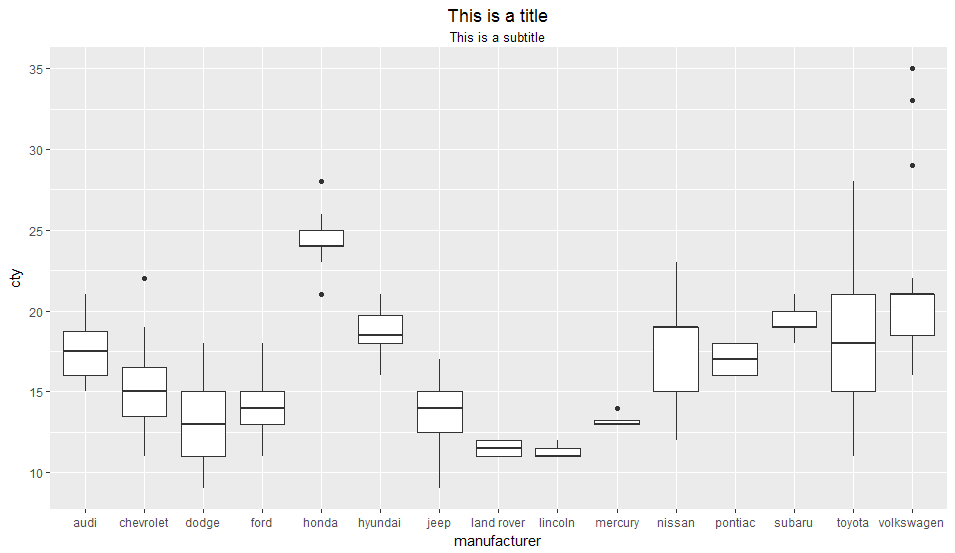 This is a title
This is a subtitle
35
30
25
20
15
10
cty
audi chevrolet dodge ford honda hyundai jeep land rover lincoln mercury nissan pontiac subaru toyota volkswagen
manufacturer